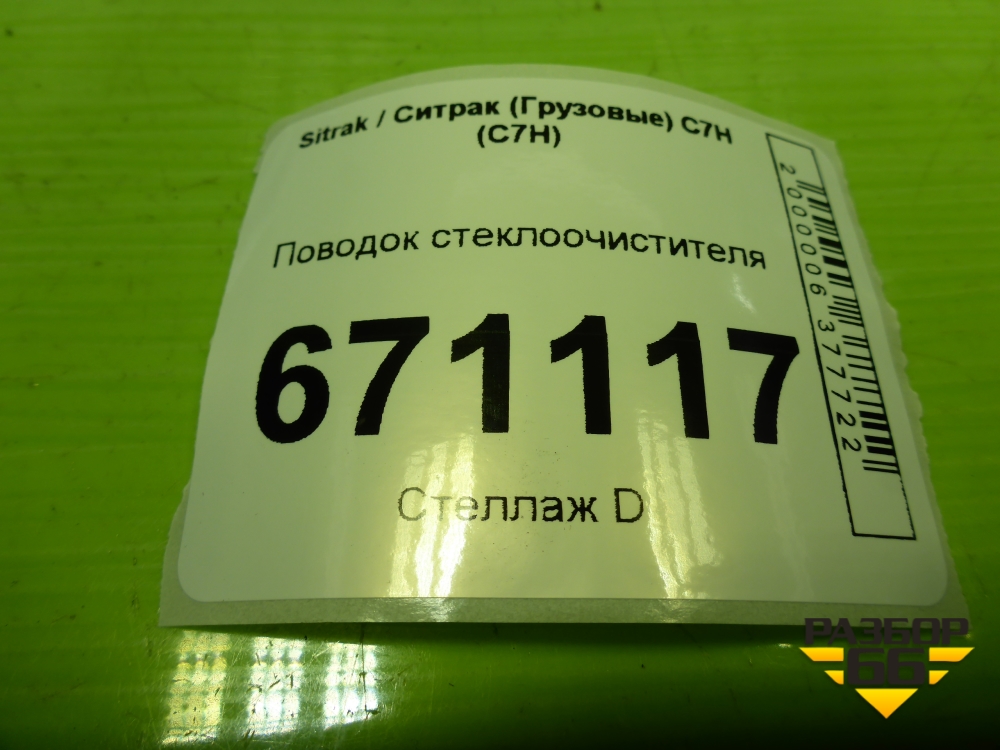 Sitrak / Ситрак (Грузовые) C7H
(C7H)
Поводок стеклоочистителя
671117
Стеллаж D
2000006377722
РАЗБОР
66